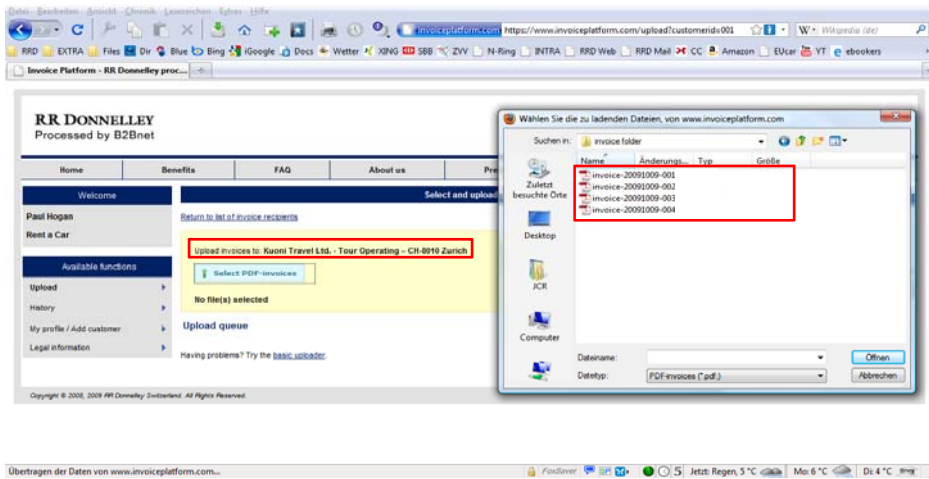 Datei Bearbeiten Ansicht Chronik Lesezeichen Extras Hilfe
invoiceplatform.com https://www.invoiceplatform.com/upload?customerid=001 W Wikipedia (de)
RRD EXTRA Files Dir Blue Bing iGoogle Docs Wetter XING SBB ZVV N-Ring INTRA RRD Web RRD Mail CC Amazon EUcar YT ebookers
Invoice Platform - RR Donnelley proc...
RR DONNELLEY
Processed by B2Bnet
Home Benefits FAQ About us Pre
Welcome
Paul Hogan
Rent a Car
Available functions
Upload
History
My profile / Add customer
Legal information
Select and upload
Return to list of invoice recipients
Upload invoices to: Kuoni Travel Ltd. - Tour Operating – CH-8010 Zurich
Select PDF-invoices
No file(s) selected
Upload queue
Having problems? Try the basic uploader.
Copyright © 2008, 2009 RR Donnelley Switzerland. All Rights Reserved.
Wählen Sie die zu ladenden Dateien, von www.invoiceplatform.com
Suchen in: invoice folder
Name Änderungs... Typ Größe
invoice-20091009-001
invoice-20091009-002
invoice-20091009-003
invoice-20091009-004
Zuletzt besuchte Orte
Desktop
JCR
Computer
Dateiname:
Öffnen
Dateityp: PDF-invoices (*.pdf;)
Abbrechen
Übertragen der Daten von www.invoiceplatform.com...
FoxSaver 5 Jetzt: Regen, 5 °C Mo: 6 °C Di: 4 °C